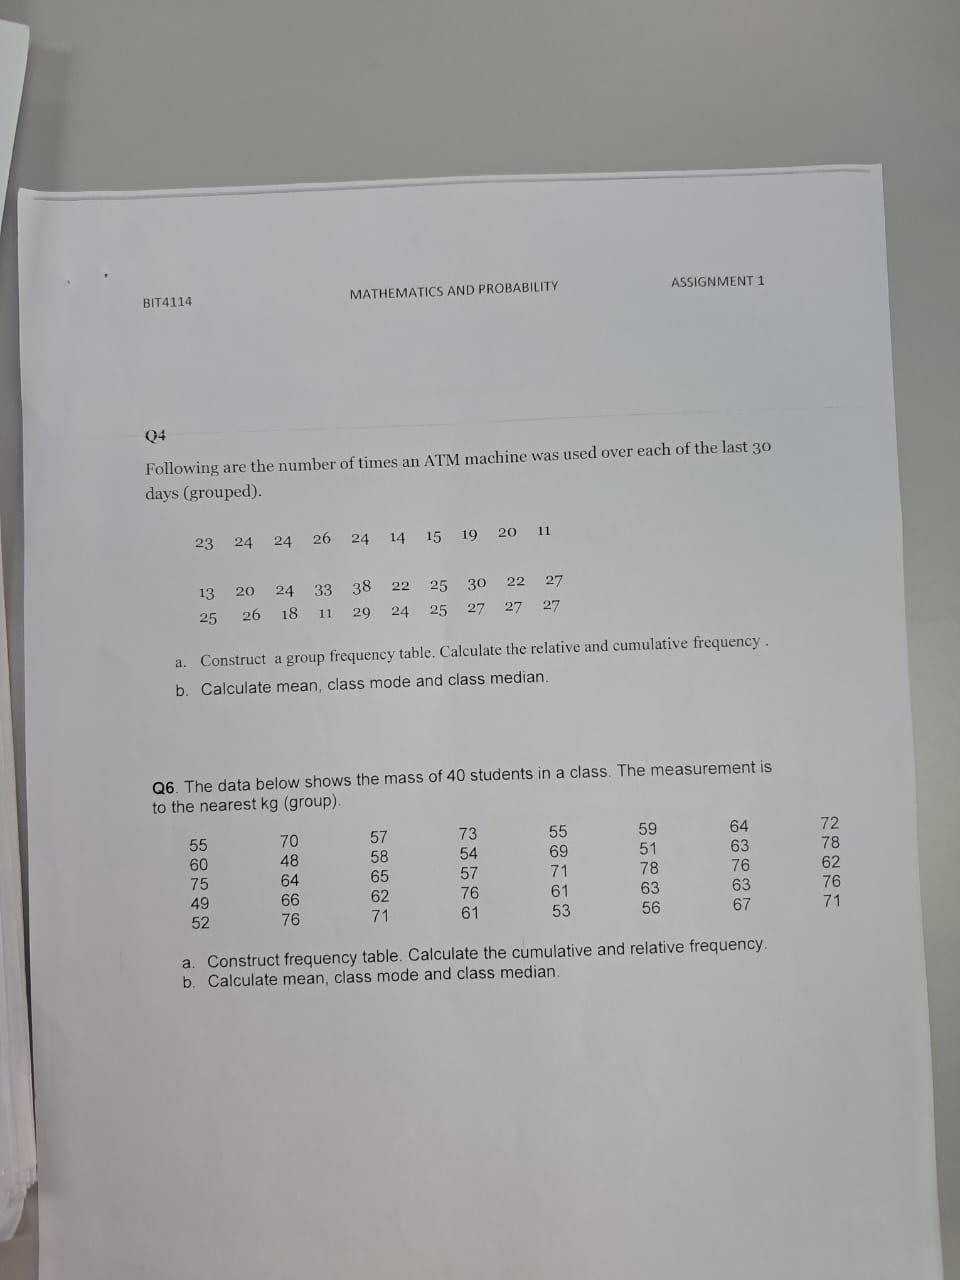 BIT4114 MATHEMATICS AND PROBABILITY ASSIGNMENT 1
Q4
Following are the number of times an ATM machine was used over each of the last 30
days (grouped).
23 24 24 26 24 14 15 19 20 11
13 20 24 33 38 22 25 30 22 27
25 26 18 11 29 24 25 27 27 27
a. Construct a group frequency table. Calculate the relative and cumulative frequency .
b. Calculate mean, class mode and class median.
Q6. The data below shows the mass of 40 students in a class. The measurement is
to the nearest kg (group).
55 70 57 73 55 59 64 72
60 48 58 54 69 51 63 78
75 64 65 57 71 78 76 62
49 66 62 76 61 63 63 76
52 76 71 61 53 56 67 71
a. Construct frequency table. Calculate the cumulative and relative frequency.
b. Calculate mean, class mode and class median.